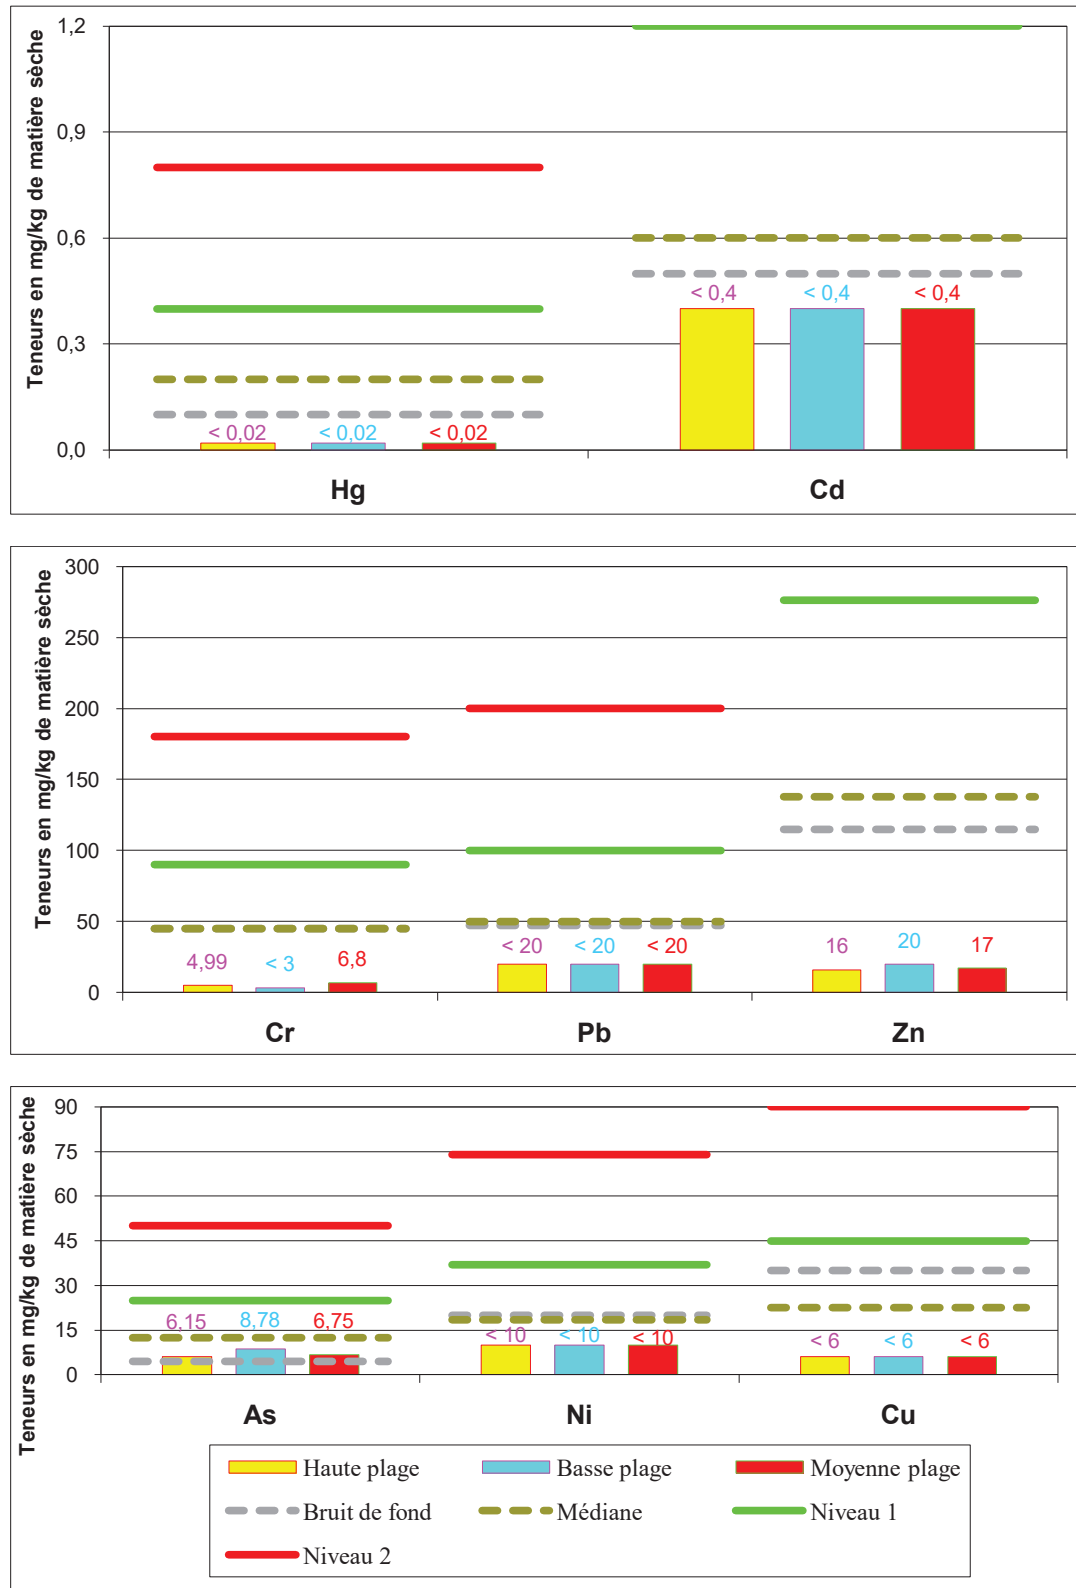 Teneurs en mg/kg de matière sèche
1,2
0,9
0,6
0,3
0,0
< 0,02
< 0,02
< 0,02
< 0,4
< 0,4
< 0,4
Hg
Cd
Teneurs en mg/kg de matière sèche
300
250
200
150
100
50
0
4,99
< 3
6,8
< 20
< 20
< 20
16
20
17
Cr
Pb
Zn
Teneurs en mg/kg de matière sèche
90
75
60
45
30
15
0
6,15
8,78
6,75
< 10
< 10
< 10
< 6
< 6
< 6
As
Ni
Cu
Haute plage
Basse plage
Moyenne plage
Bruit de fond
Médiane
Niveau 1
Niveau 2